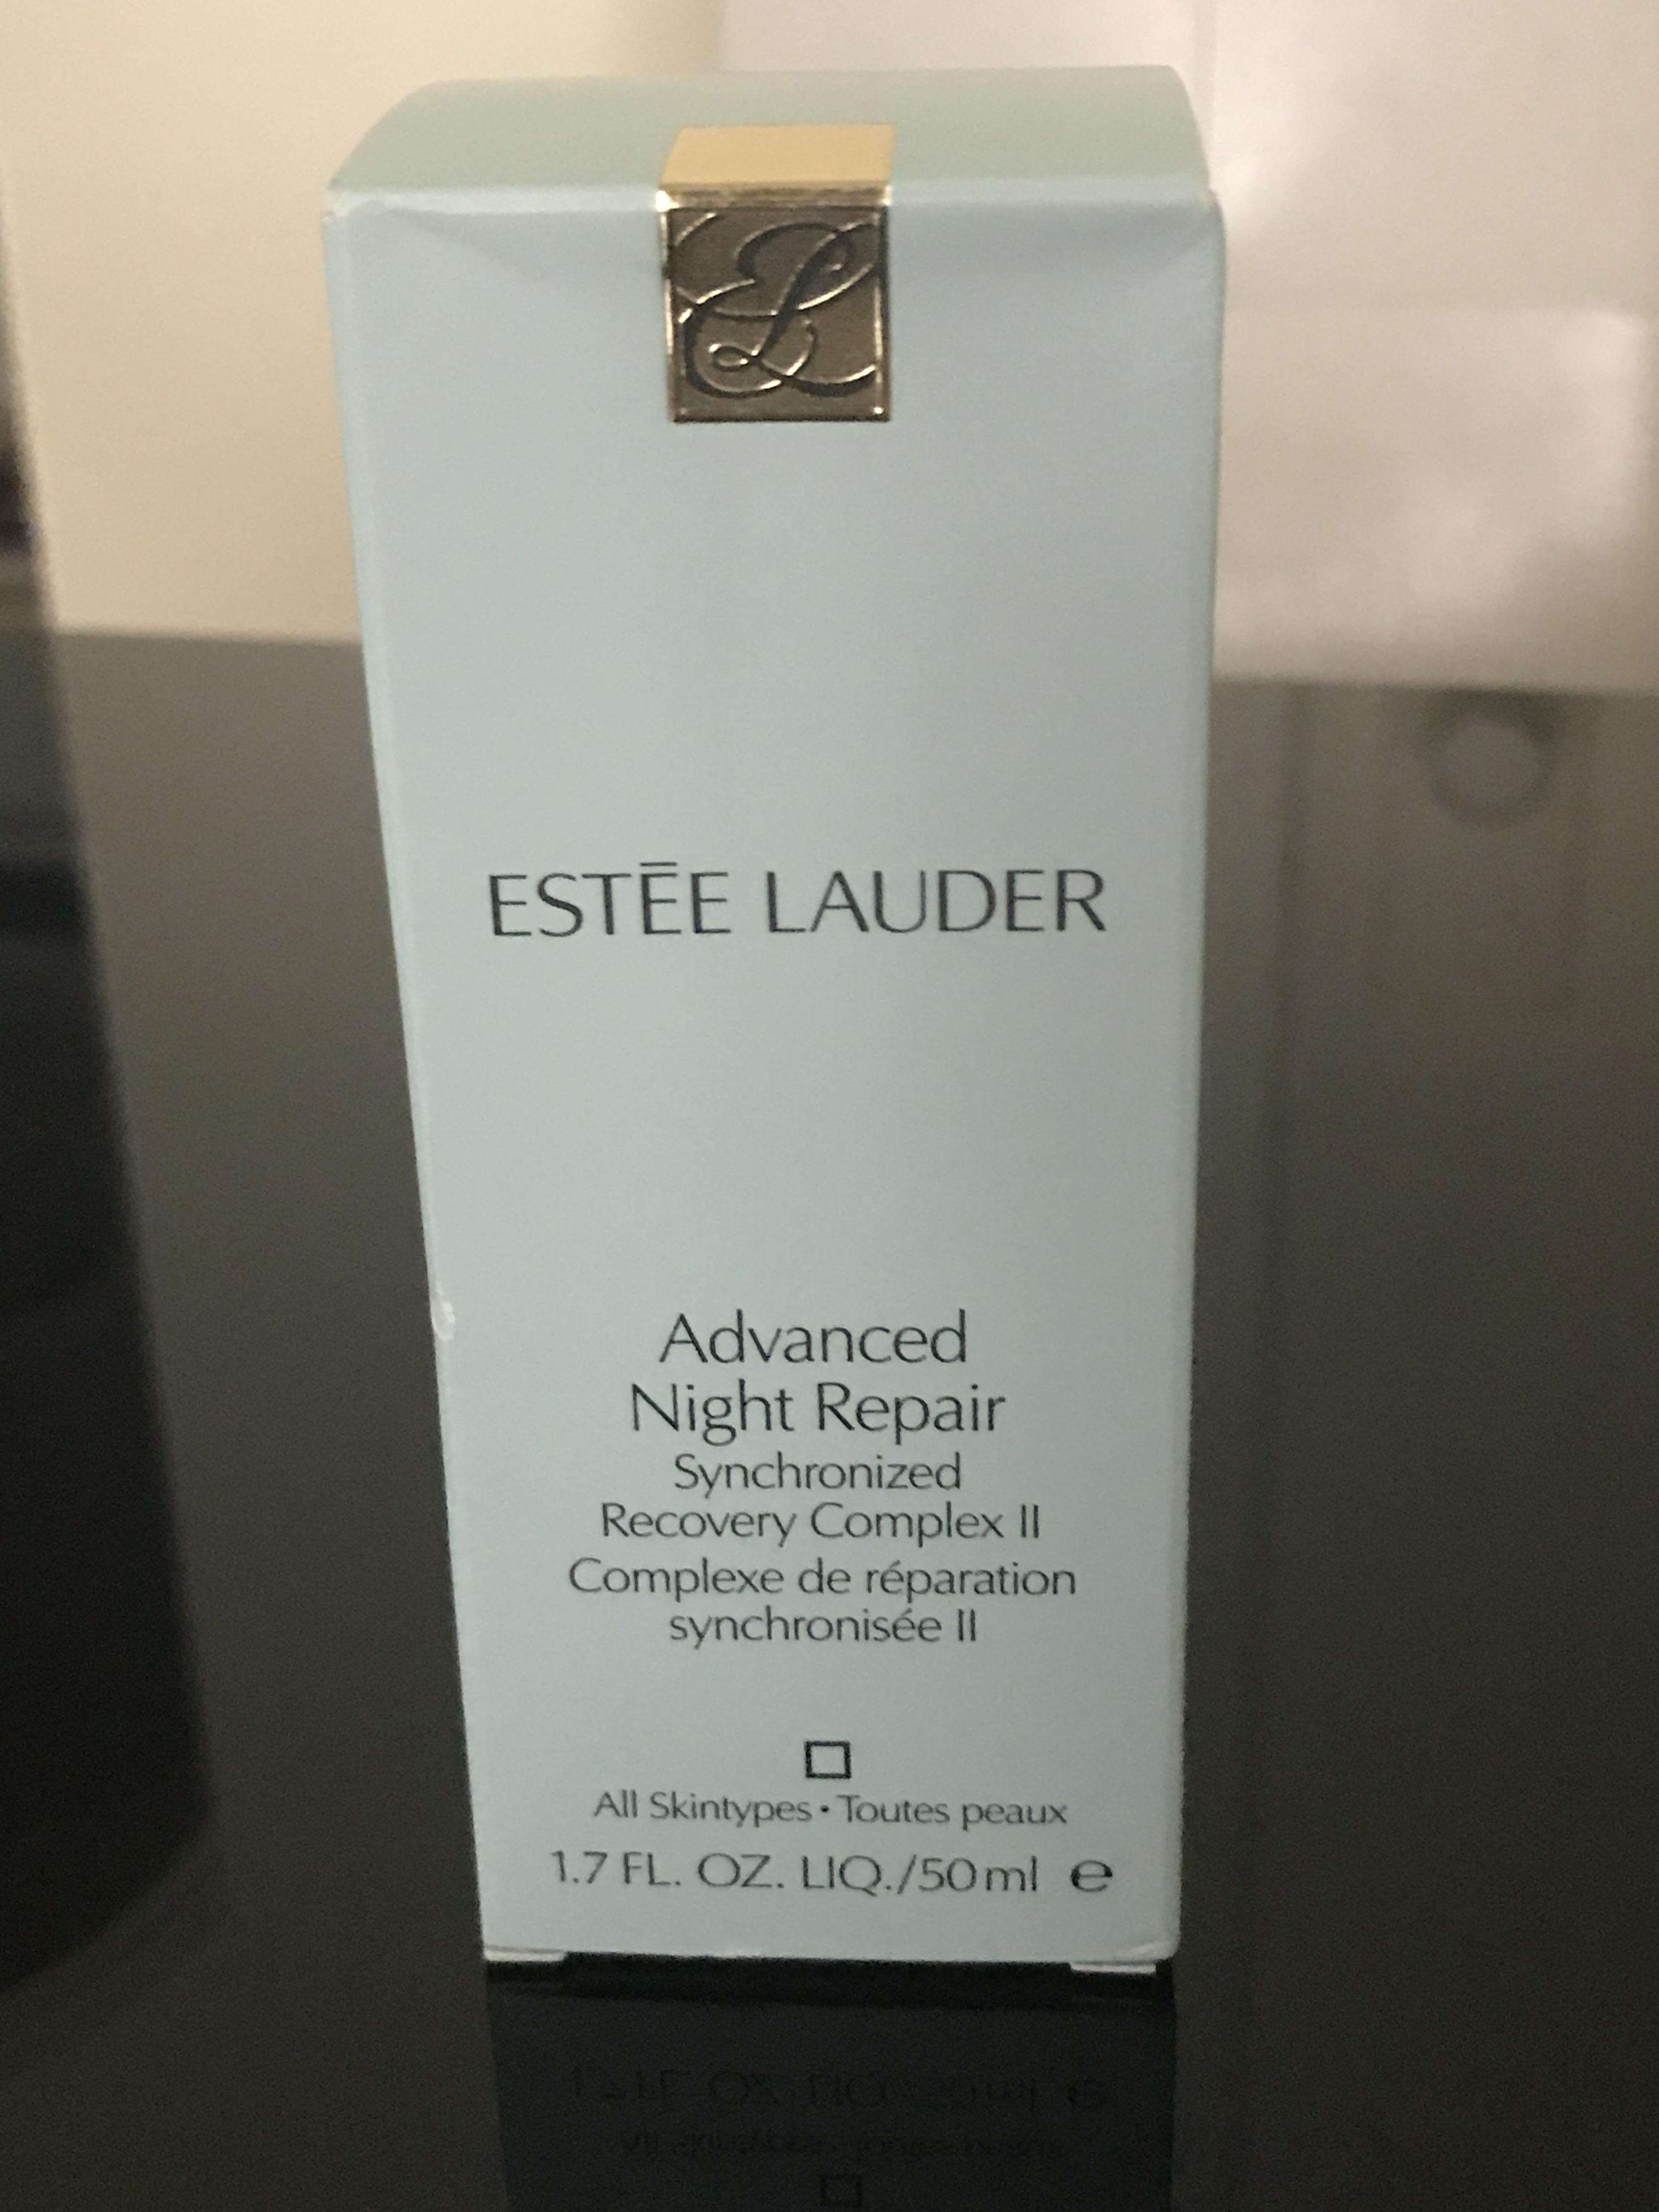 EL
ESTĒE LAUDER
Advanced
Night Repair
Synchronized
Recovery Complex II
Complexe de réparation
synchronisée II
All Skintypes • Toutes peaux
1.7 FL. OZ. LIQ./50ml e